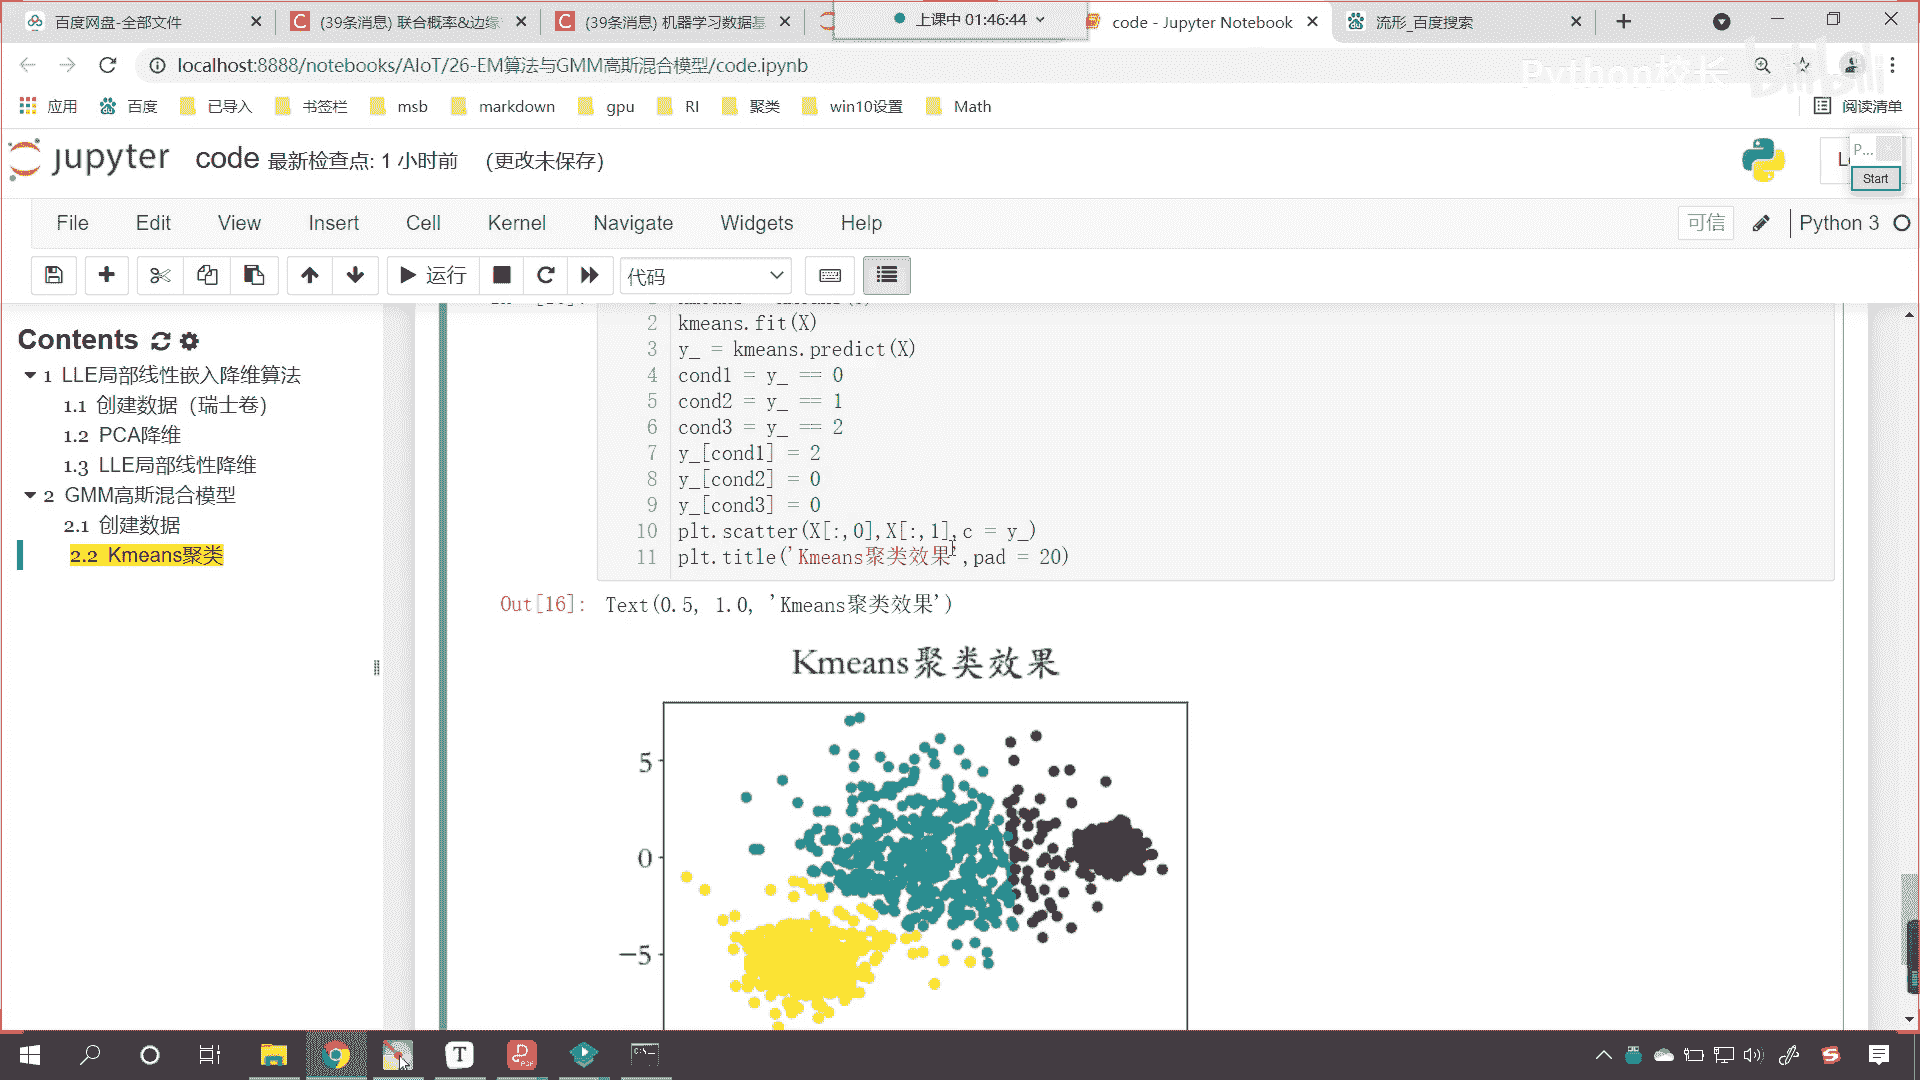 百度网盘-全部文件
(39条消息) 联合概率&边缘
(39条消息) 机器学习数据基
上课中 01:46:44
code - Jupyter Notebook
流形_百度搜索
localhost:8888/notebooks/AIoT/26-EM算法与GMM高斯混合模型/code.ipynb
Python校长
bilibili
应用
百度
已导入
书签栏
msb
markdown
gpu
RI
聚类
win10设置
Math
阅读清单
jupyter
code 最新检查点: 1 小时前 (更改未保存)
P...
Start
File Edit View Insert Cell Kernel Navigate Widgets Help
可信
Python 3
运行
代码
Contents
1 LLE局部线性嵌入降维算法
1.1 创建数据（瑞士卷）
1.2 PCA降维
1.3 LLE局部线性降维
2 GMM高斯混合模型
2.1 创建数据
2.2 Kmeans聚类
2 kmeans.fit(X)
3 y_ = kmeans.predict(X)
4 cond1 = y_ == 0
5 cond2 = y_ == 1
6 cond3 = y_ == 2
7 y_[cond1] = 2
8 y_[cond2] = 0
9 y_[cond3] = 0
10 plt.scatter(X[:,0],X[:,1],c = y_)
11 plt.title('Kmeans聚类效果',pad = 20)
Out[16]: Text(0.5, 1.0, 'Kmeans聚类效果')
Kmeans聚类效果
5
0
−5